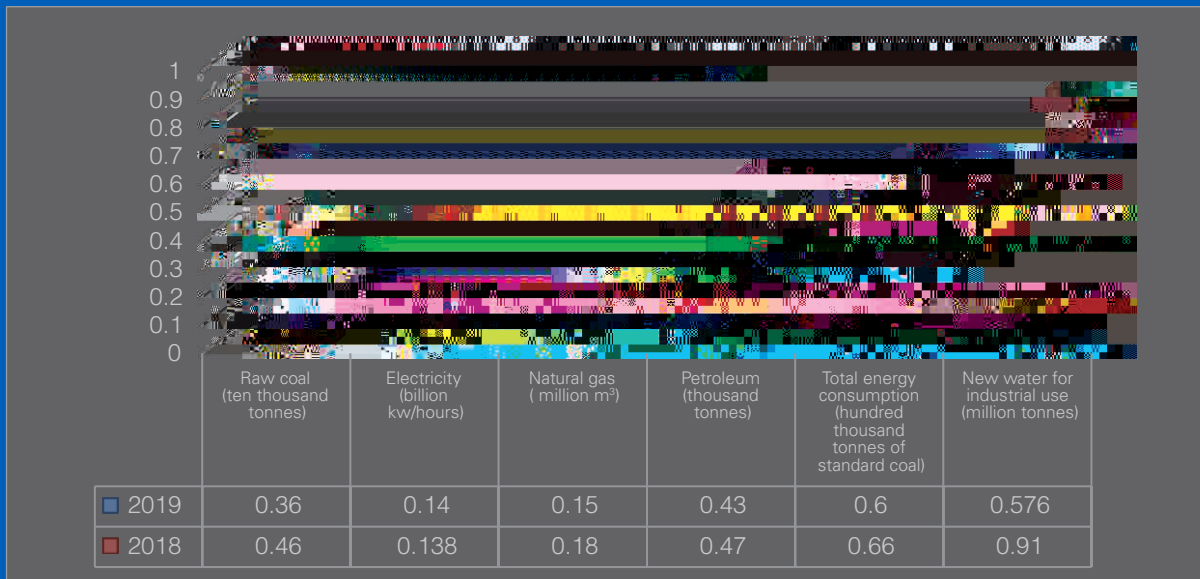 1
0.9
0.8
0.7
0.6
0.5
0.4
0.3
0.2
0.1
0
Raw coal
(ten thousand
tonnes)
Electricity
(billion
kw/hours)
Natural gas
( million m³)
Petroleum
(thousand
tonnes)
Total energy
consumption
(hundred
thousand
tonnes of
standard coal)
New water for
industrial use
(million tonnes)
2019 0.36 0.14 0.15 0.43 0.6 0.576
2018 0.46 0.138 0.18 0.47 0.66 0.91